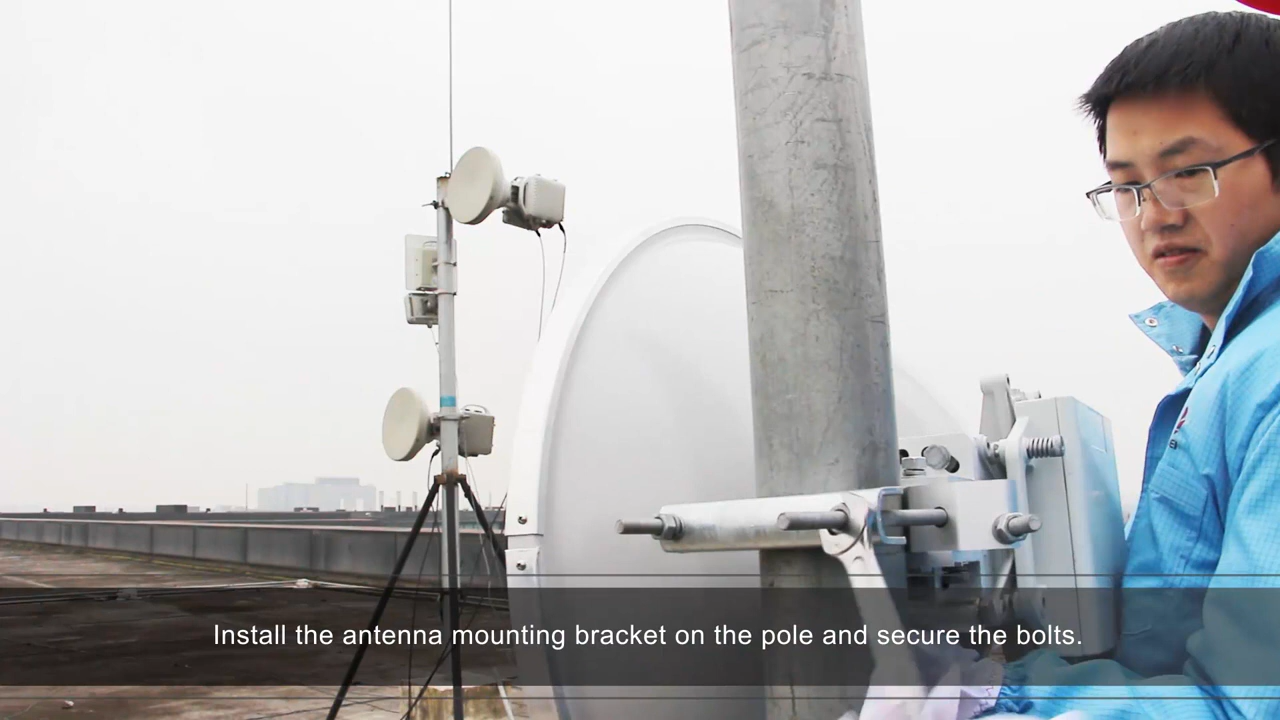 Install the antenna mounting bracket on the pole and secure the bolts.